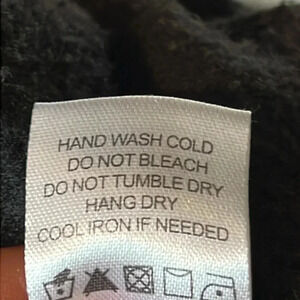 HAND WASH COLD
DO NOT BLEACH
DO NOT TUMBLE DRY
HANG DRY
COOL IRON IF NEEDED